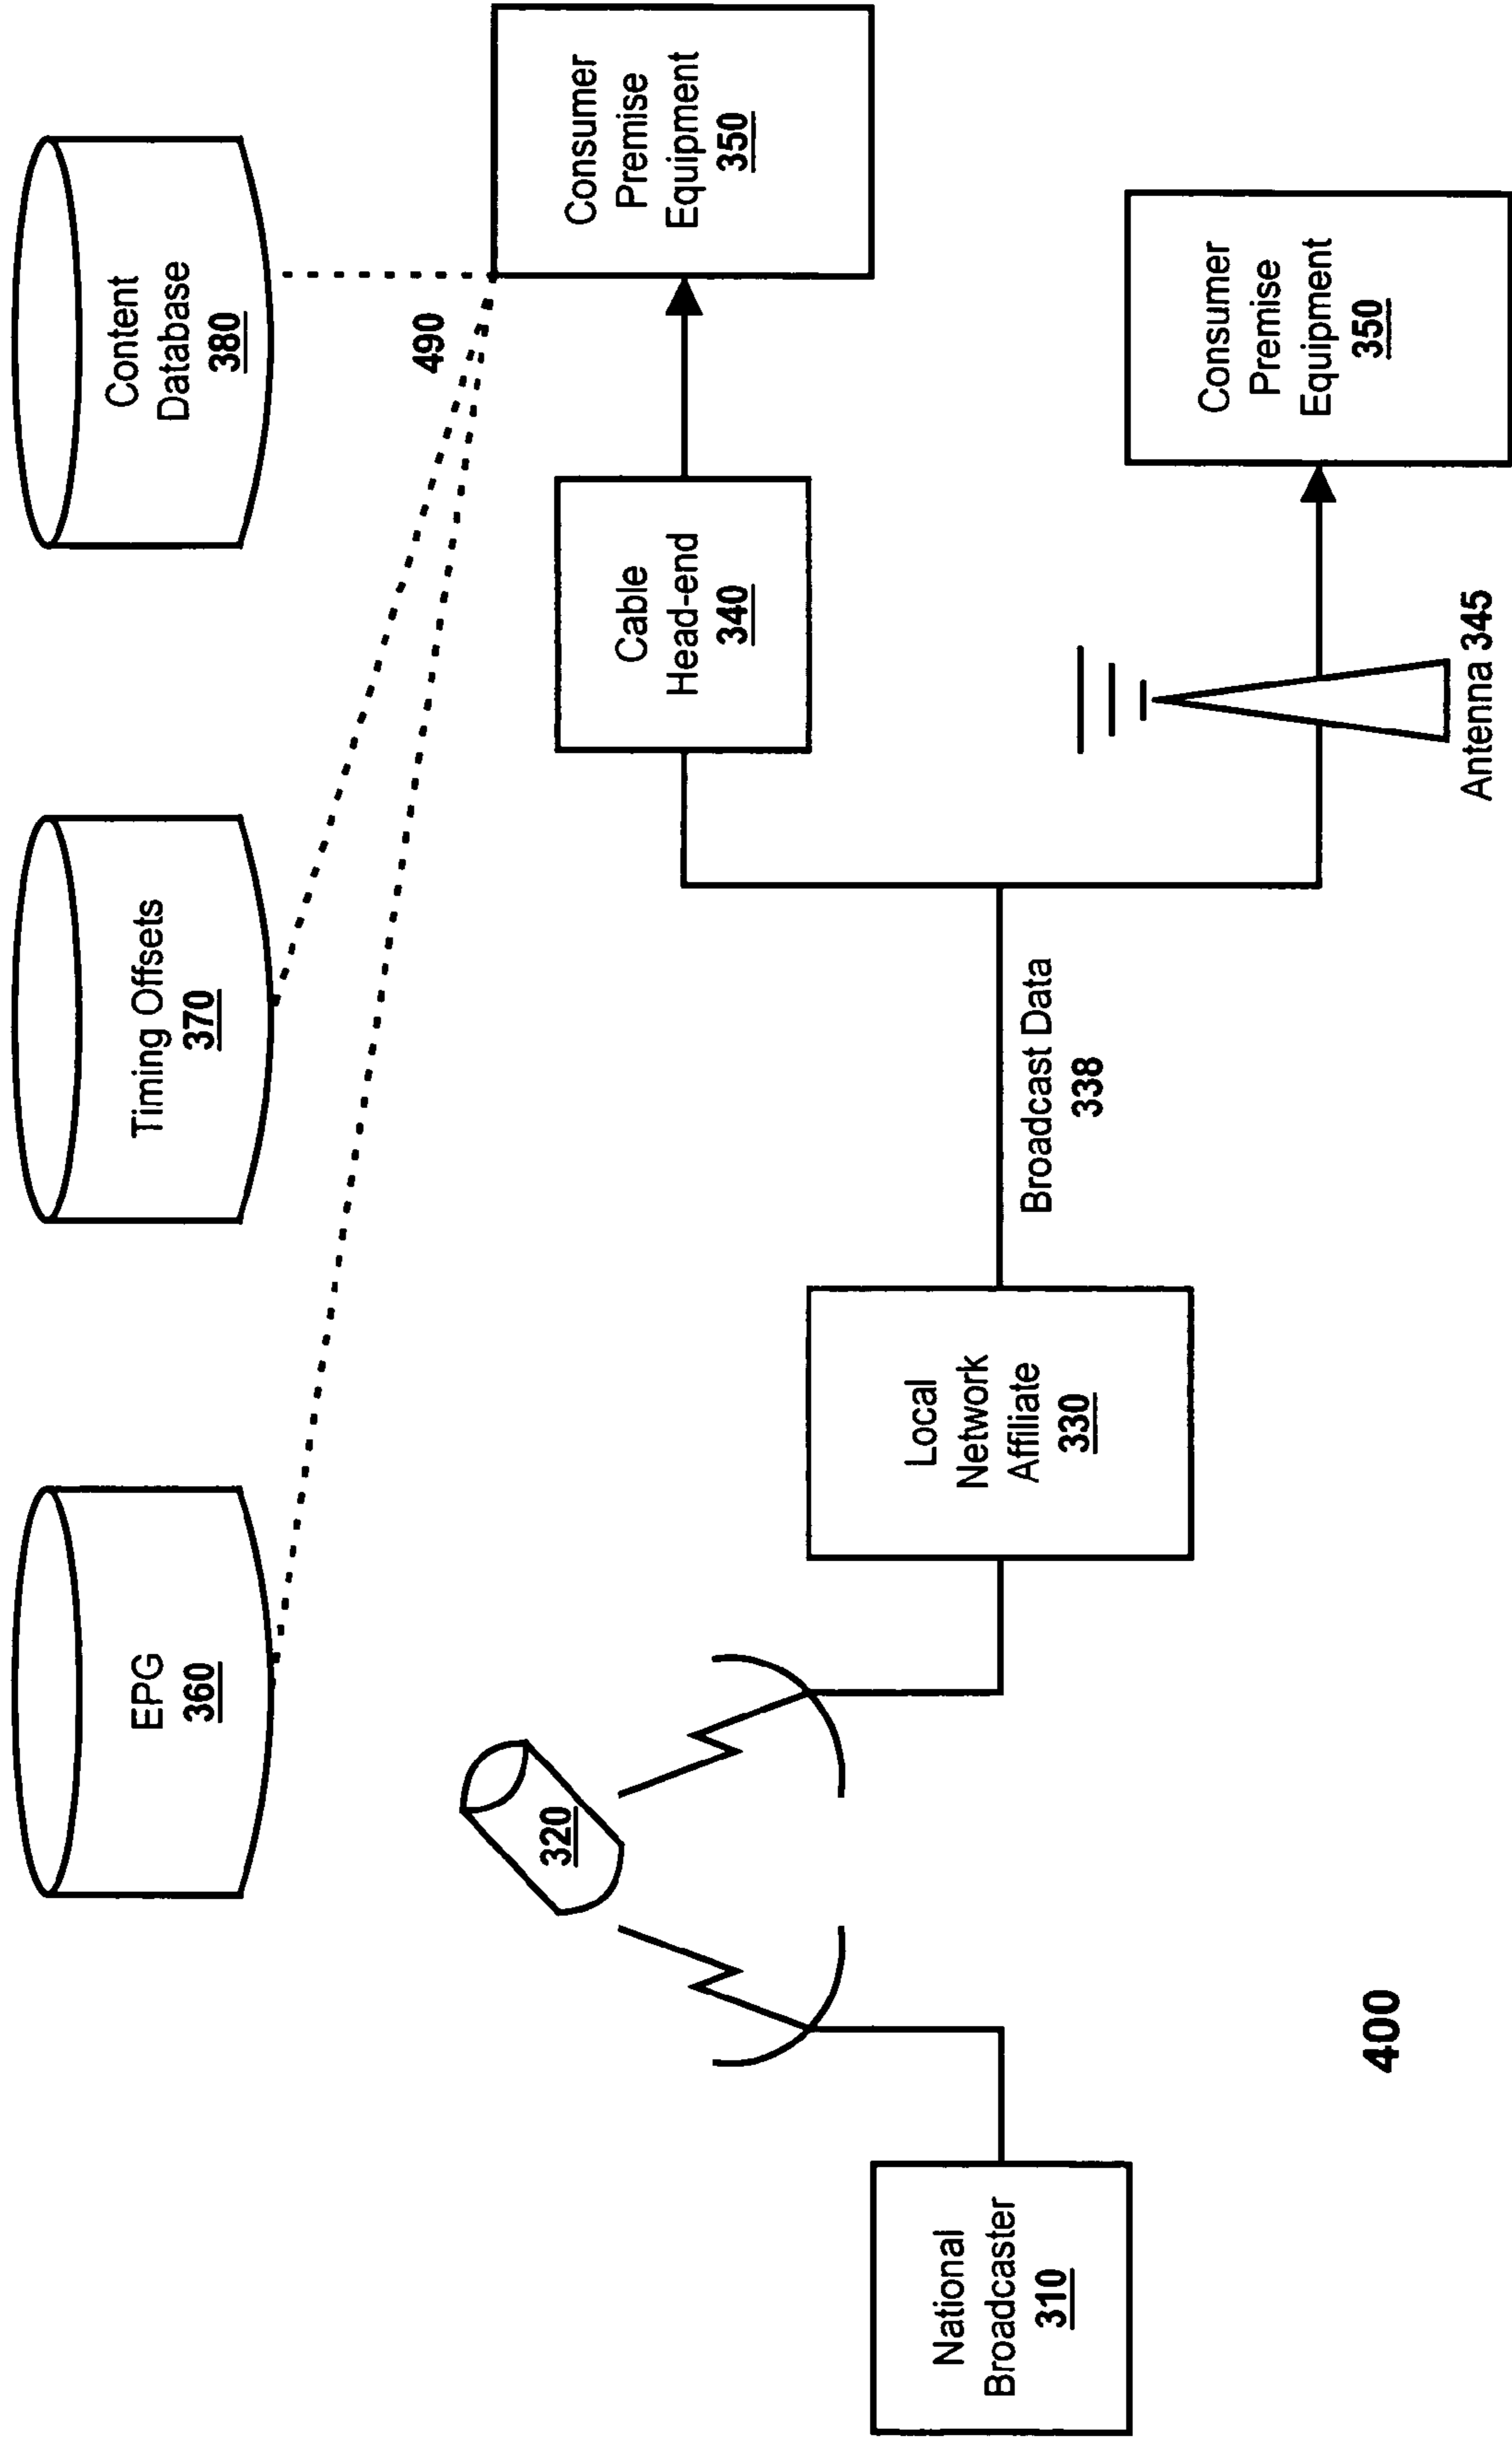 EPG
360
Timing Offsets
370
Content
Database
380
490
320
Cable
Head-end
340
Consumer
Premise
Equipment
350
National
Broadcaster
310
Local
Network
Affiliate
330
Broadcast Data
338
Consumer
Premise
Equipment
350
Antenna 345
400